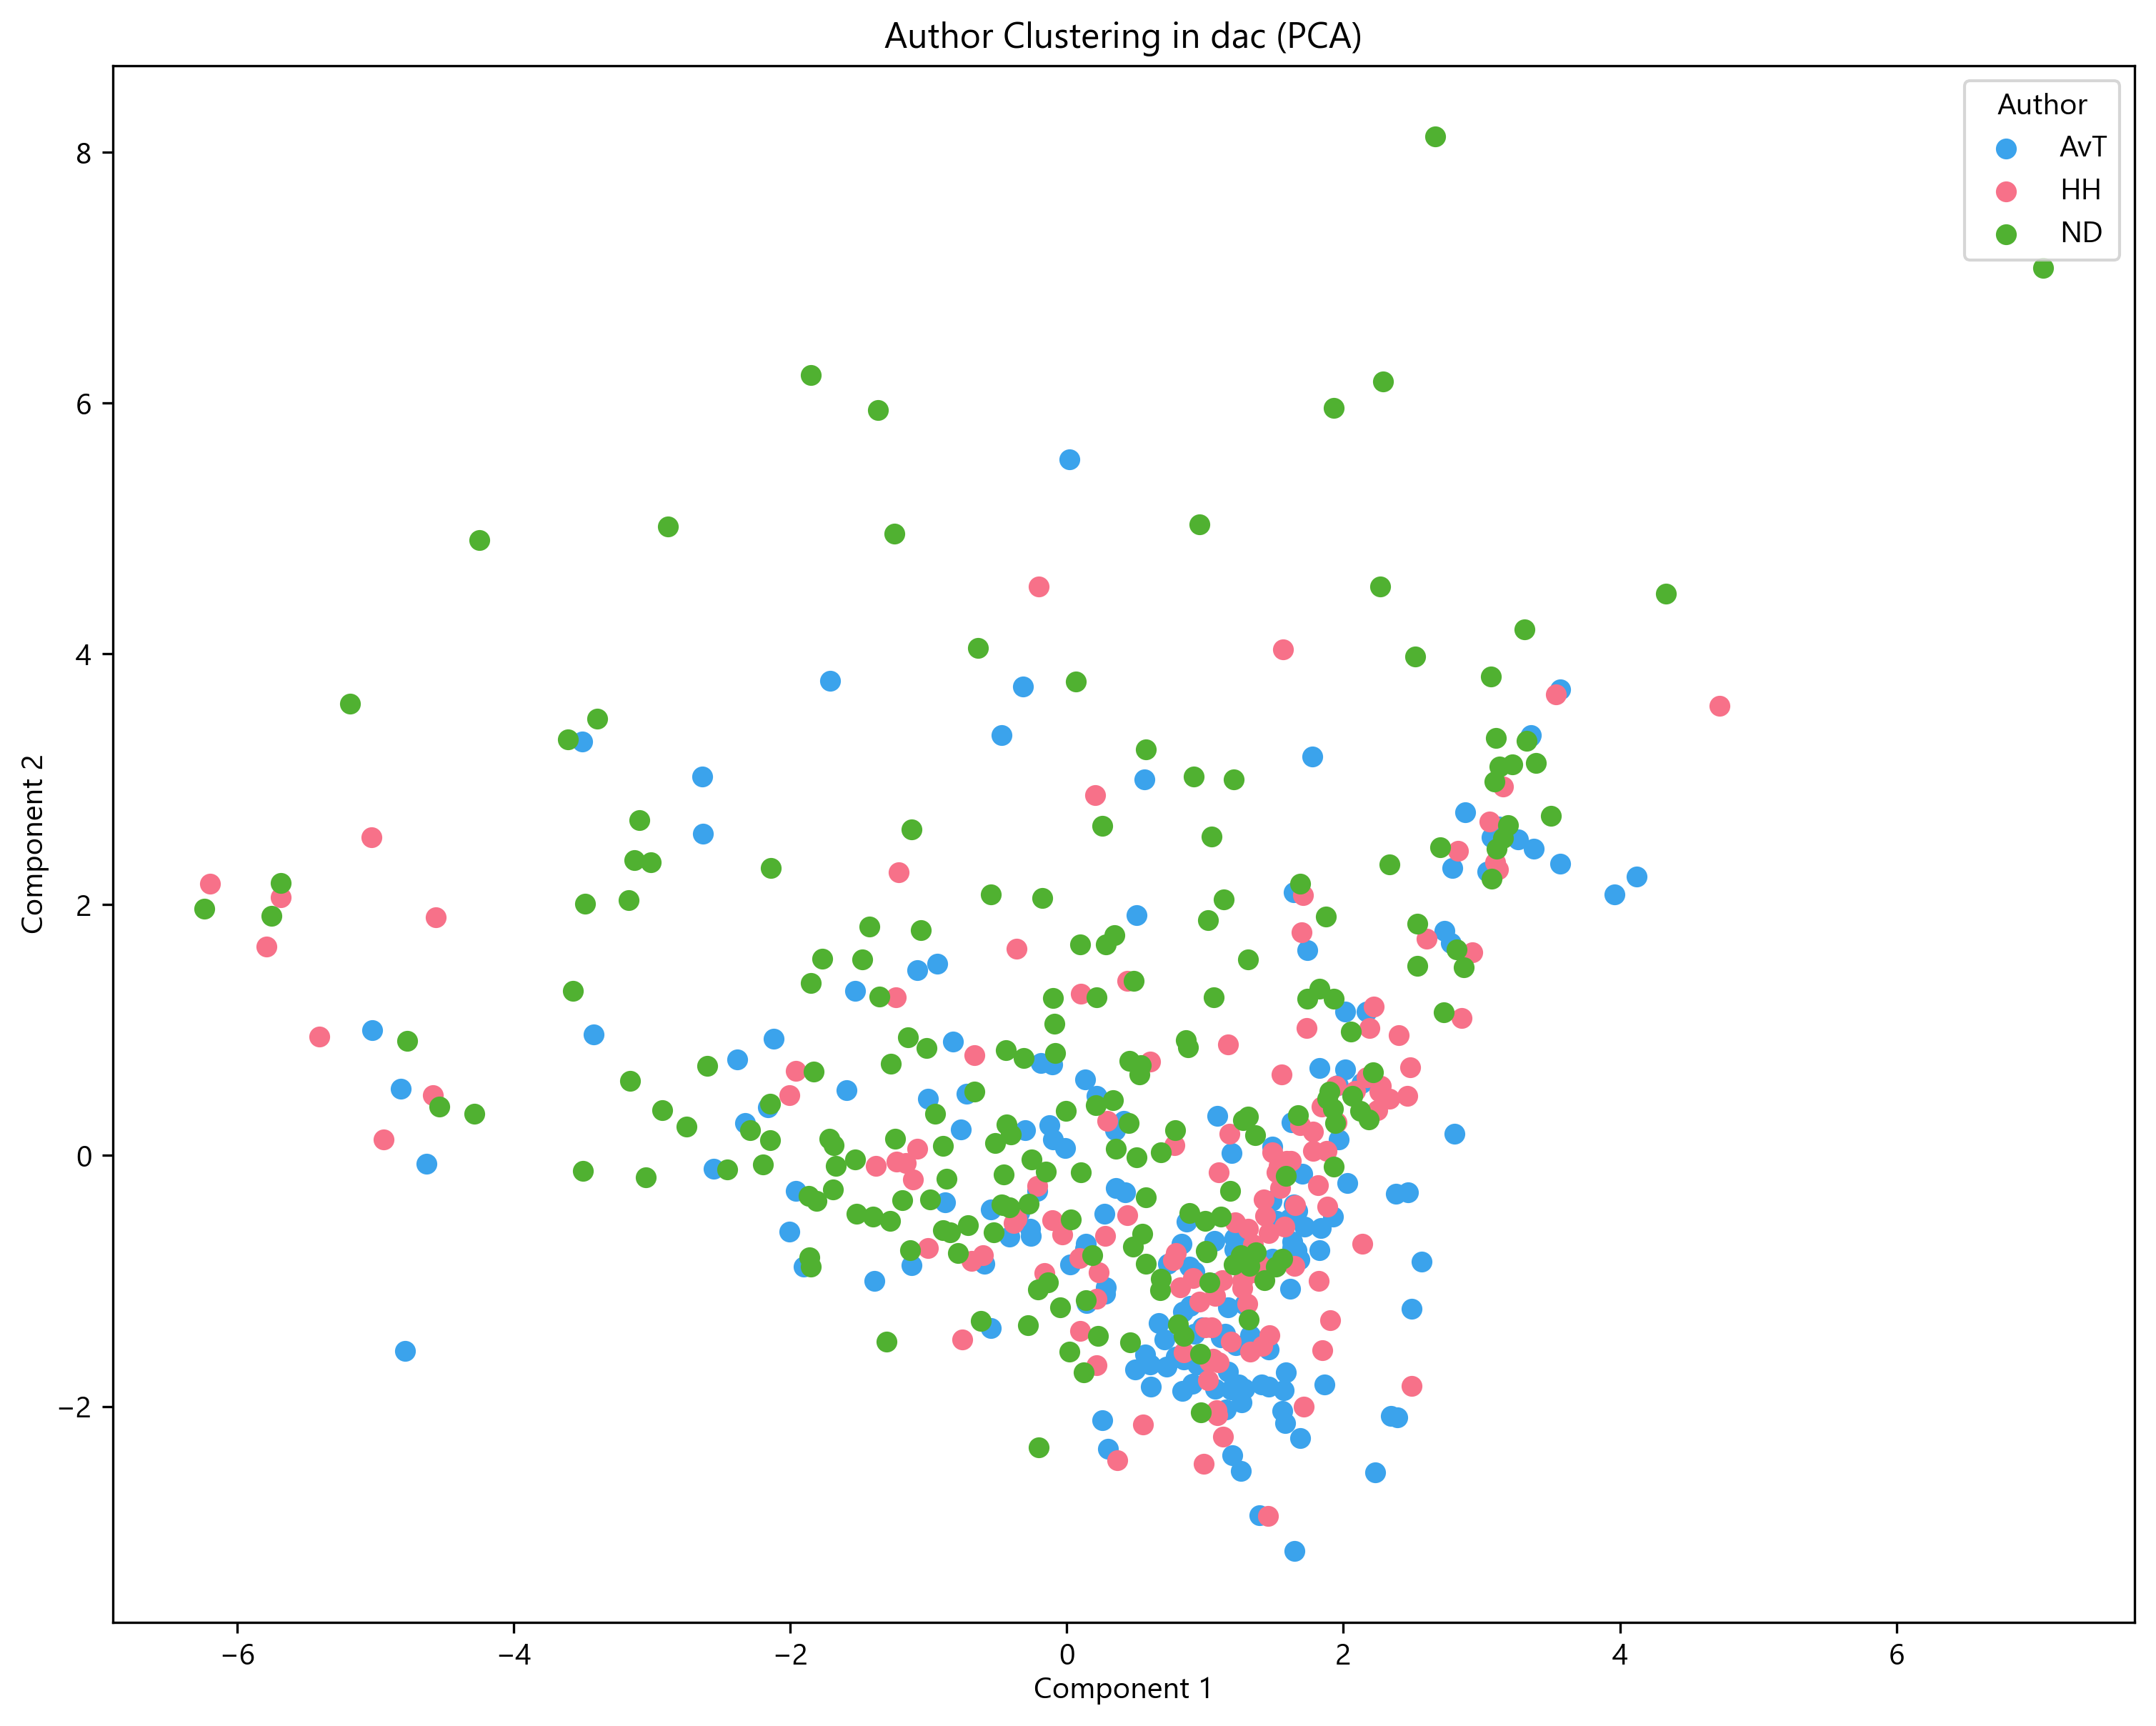 Author Clustering in dac (PCA)
Author
AvT
HH
ND
8
6
4
2
0
−2
Component 2
−6
−4
−2
0
2
4
6
Component 1